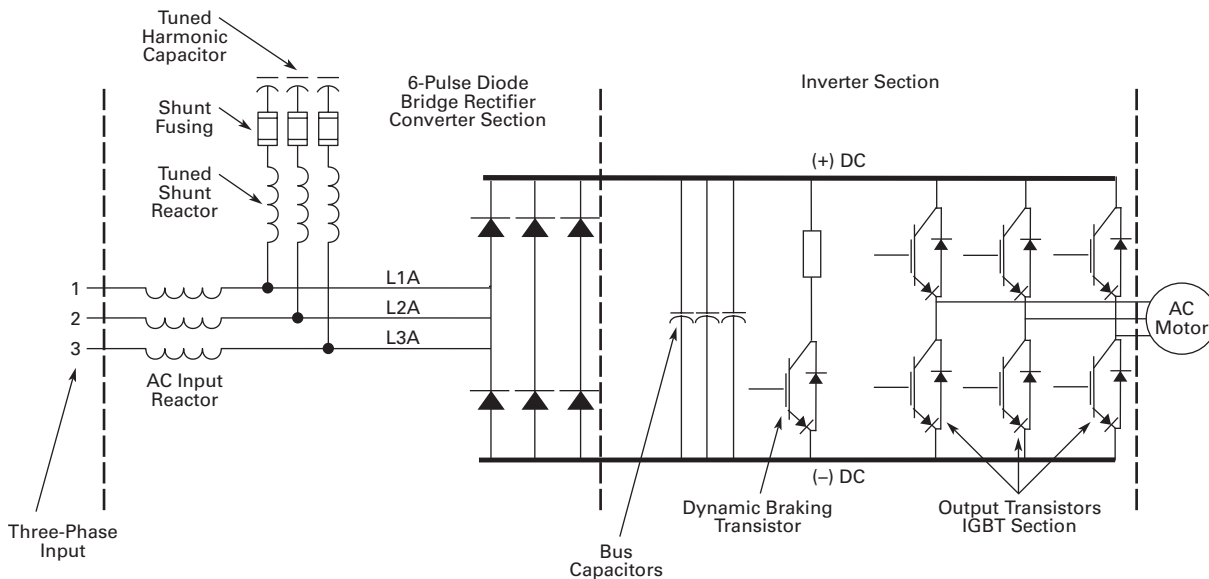 Tuned
Harmonic
Capacitor
Shunt
Fusing
Tuned
Shunt
Reactor
6-Pulse Diode
Bridge Rectifier
Converter Section
Inverter Section
(+) DC
1
2
3
L1A
L2A
L3A
AC Input
Reactor
AC
Motor
(–) DC
Three-Phase
Input
Bus
Capacitors
Dynamic Braking
Transistor
Output Transistors
IGBT Section